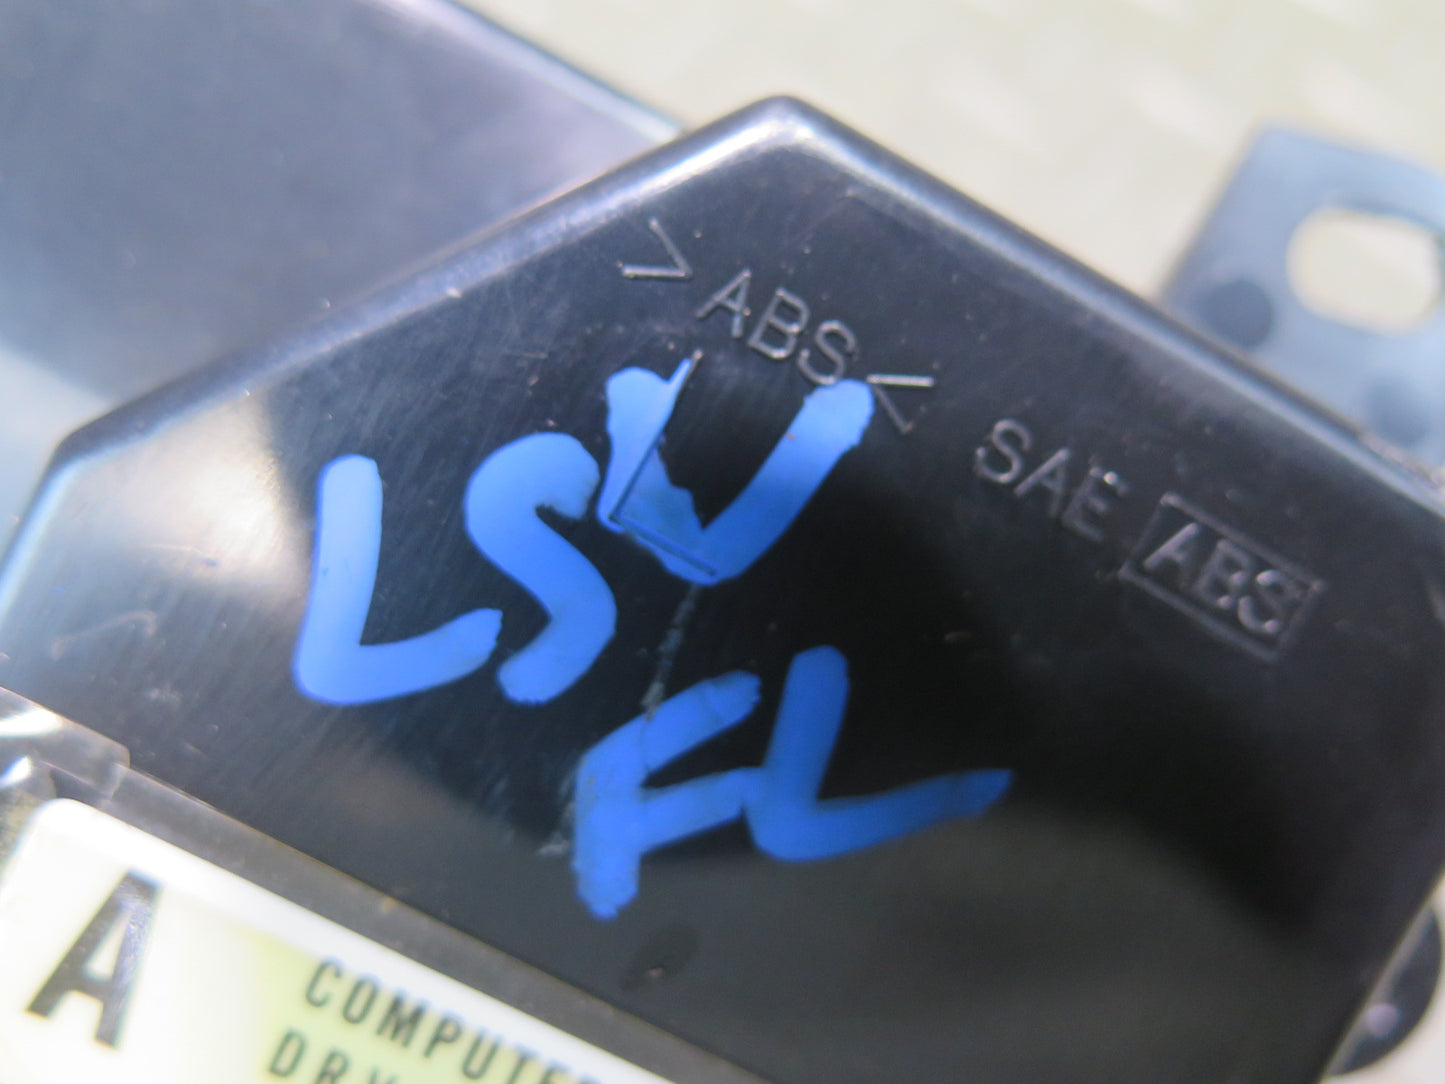 >ABS< SAE ABS
LSU
FL
A
COMPUTER